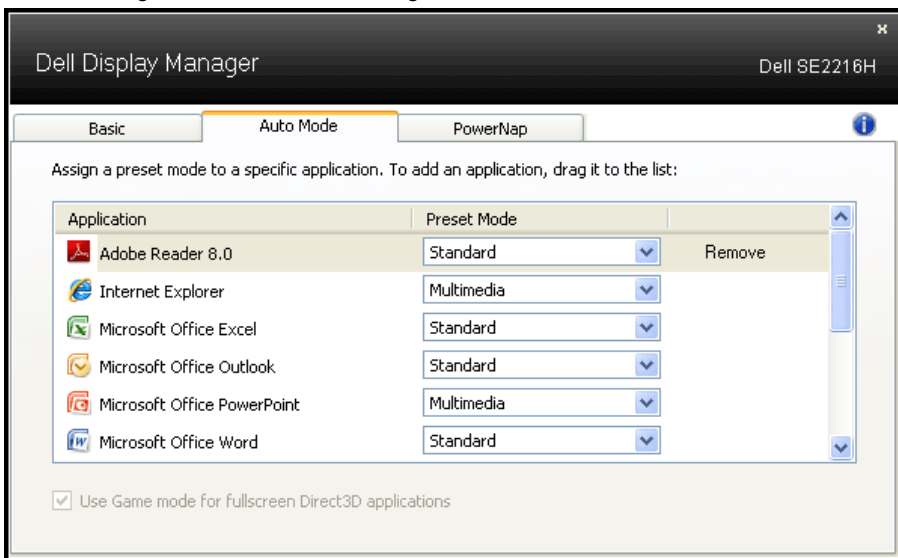 Dell Display Manager
Dell SE2216H
Basic Auto Mode PowerNap
Assign a preset mode to a specific application. To add an application, drag it to the list:
Application Preset Mode
Adobe Reader 8.0 Standard Remove
Internet Explorer Multimedia
Microsoft Office Excel Standard
Microsoft Office Outlook Standard
Microsoft Office PowerPoint Multimedia
Microsoft Office Word Standard
Use Game mode for fullscreen Direct3D applications